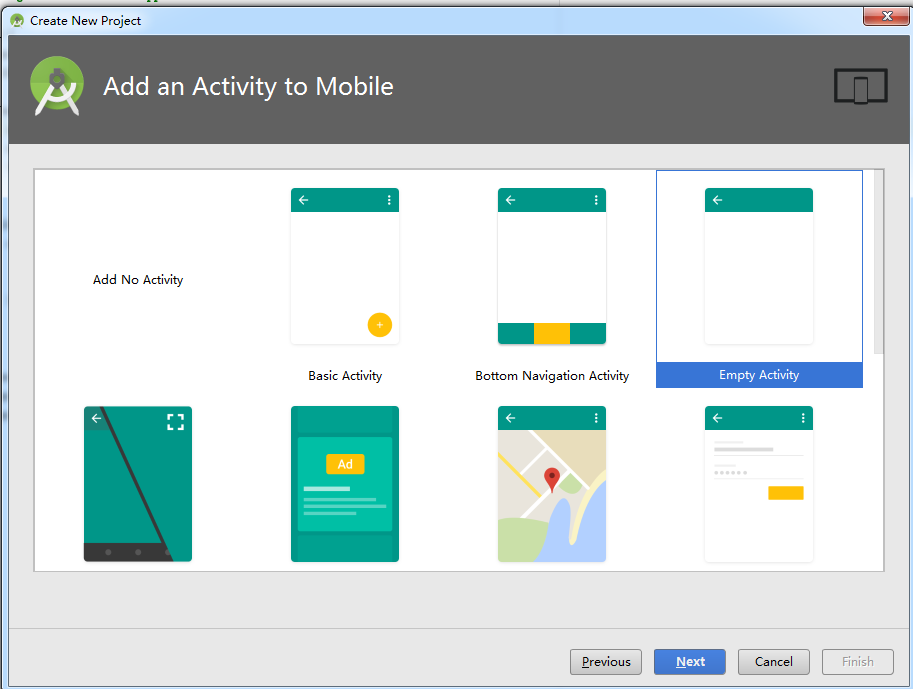 Create New Project
Add an Activity to Mobile
Add No Activity
Basic Activity
Bottom Navigation Activity
Empty Activity
Ad
Previous
Next
Cancel
Finish